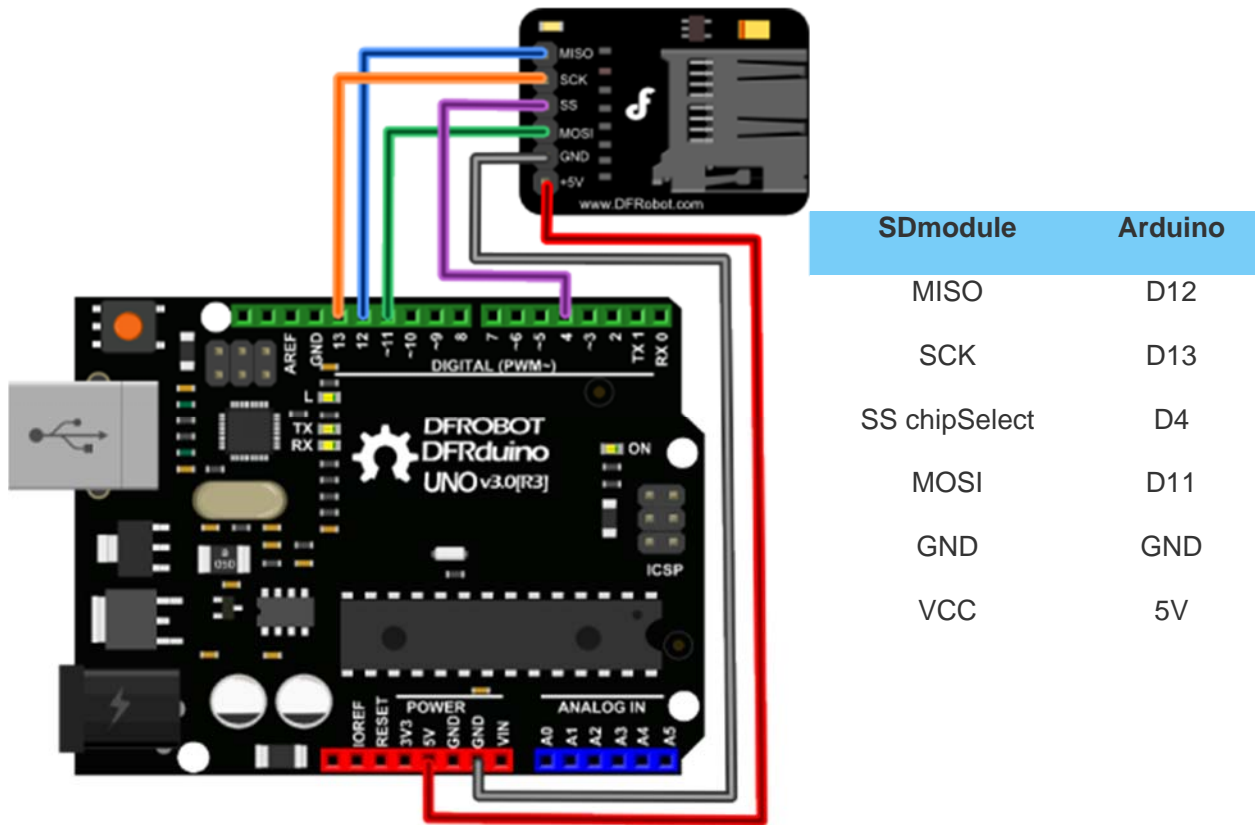 MISO
SCK
SS
MOSI
GND
+5V
www.DFRobot.com
SDmodule Arduino
MISO D12
SCK D13
SS chipSelect D4
MOSI D11
GND GND
VCC 5V
AREF
GND
13
12
~11
~10
~9
8
7
~6
~5
4
~3
2
TX 1
RX 0
DIGITAL (PWM~)
L
TX
RX
DFROBOT
DFRduino
UNO v3.0[R3]
ON
ICSP
050
POWER
ANALOG IN
IOREF
RESET
3V3
5V
GND
GND
VIN
A0
A1
A2
A3
A4
A5